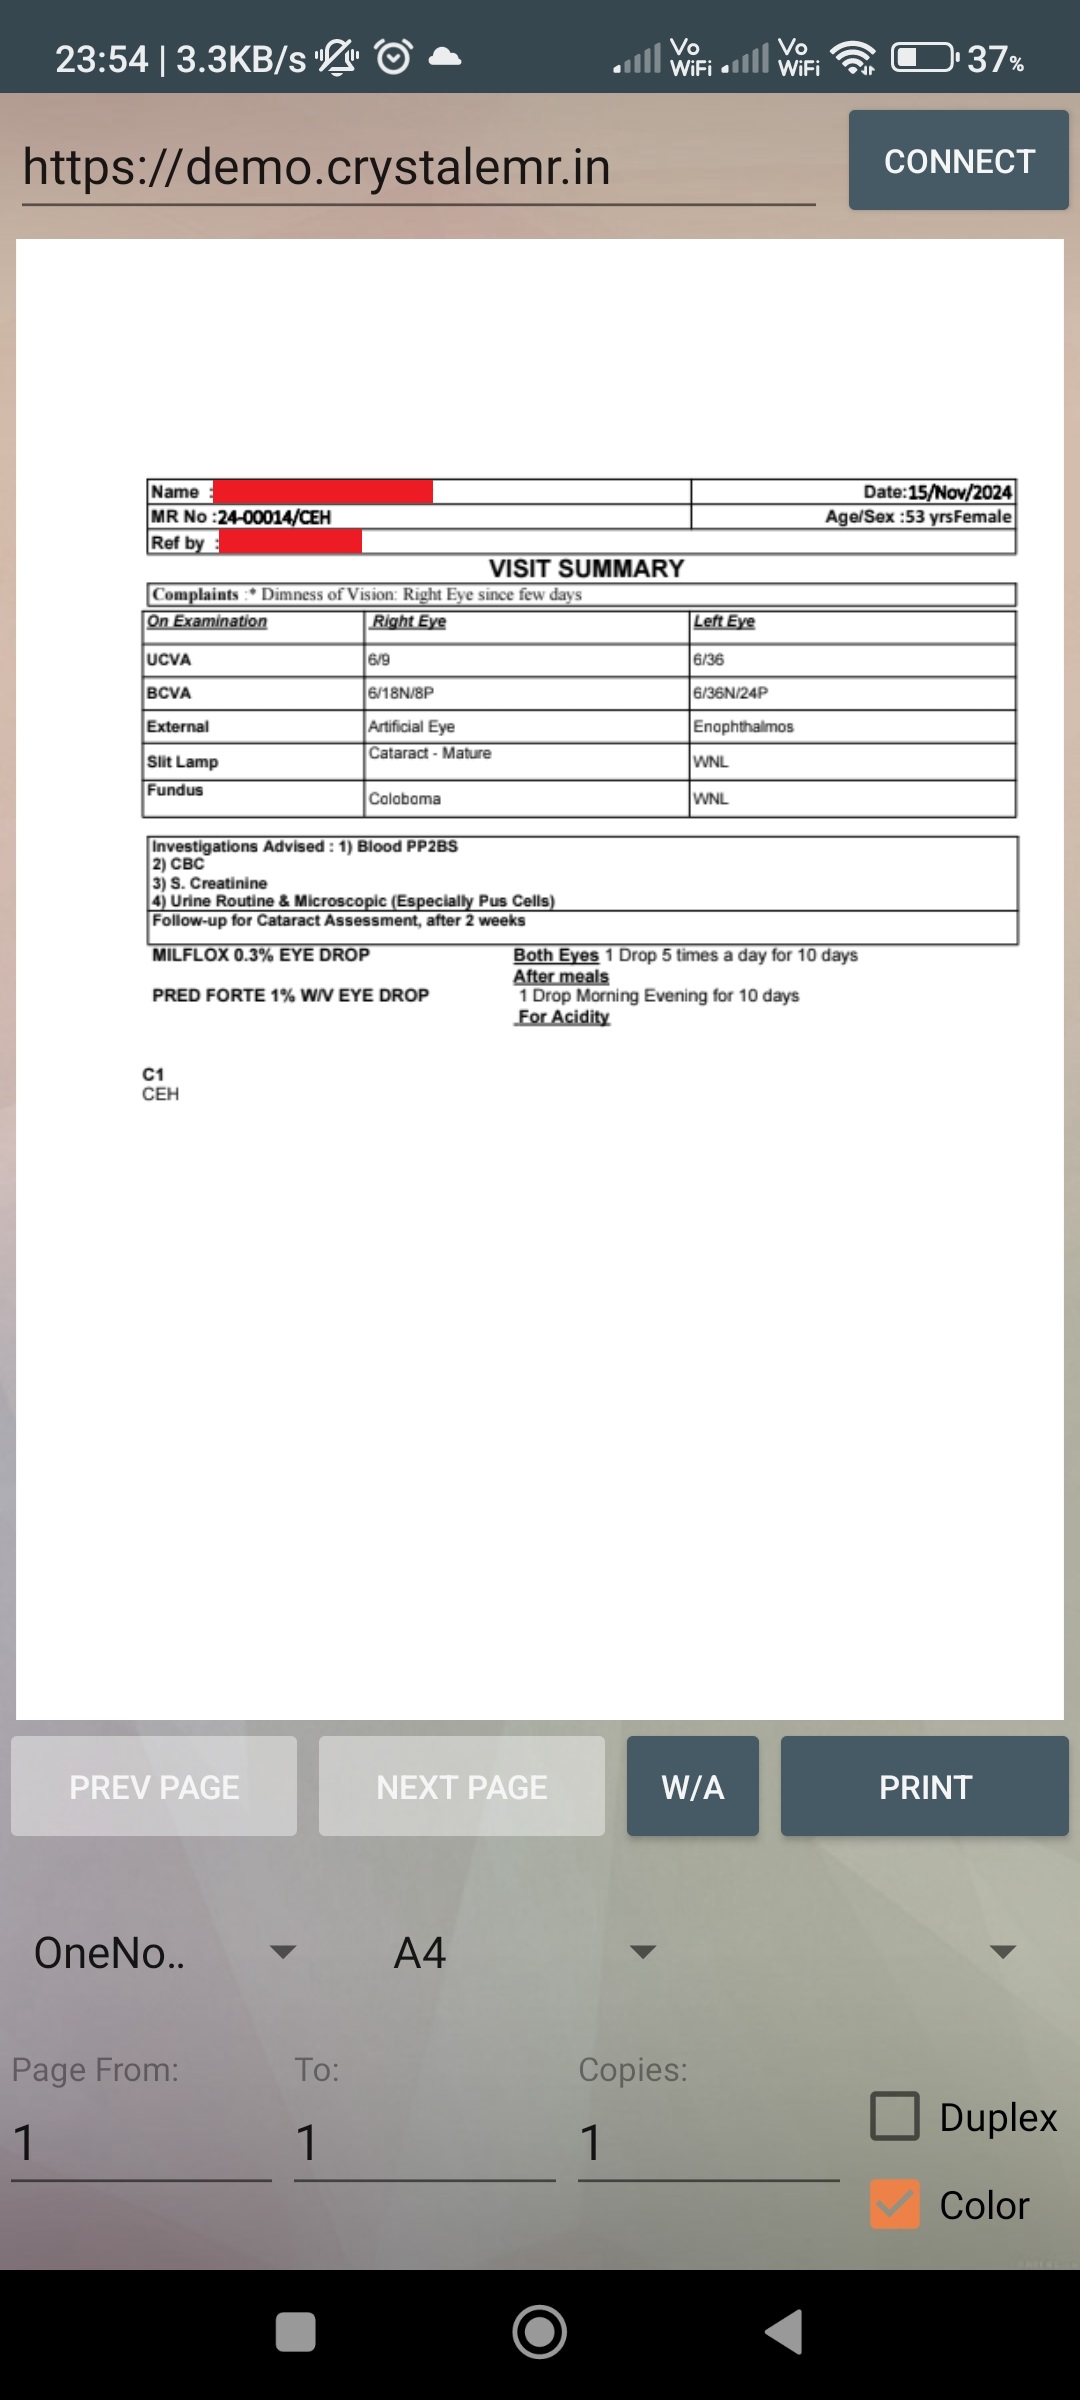 23:54 | 3.3KB/s Vo WiFi Vo WiFi 37%
https://demo.crystalemr.in CONNECT
Name : Date:15/Nov/2024
MR No :24-00014/CEH Age/Sex :53 yrsFemale
Ref by :
VISIT SUMMARY
Complaints :* Dimness of Vision: Right Eye since few days
On Examination Right Eye Left Eye
UCVA 6/9 6/36
BCVA 6/18N/8P 6/36N/24P
External Artificial Eye Enophthalmos
Slit Lamp Cataract - Mature WNL
Fundus Coloboma WNL
Investigations Advised : 1) Blood PP2BS
2) CBC
3) S. Creatinine
4) Urine Routine & Microscopic (Especially Pus Cells)
Follow-up for Cataract Assessment, after 2 weeks
MILFLOX 0.3% EYE DROP Both Eyes 1 Drop 5 times a day for 10 days
After meals
PRED FORTE 1% W/V EYE DROP 1 Drop Morning Evening for 10 days
For Acidity
C1
CEH
PREV PAGE NEXT PAGE W/A PRINT
OneNo.. A4
Page From: To: Copies:
1 1 1
Duplex
Color